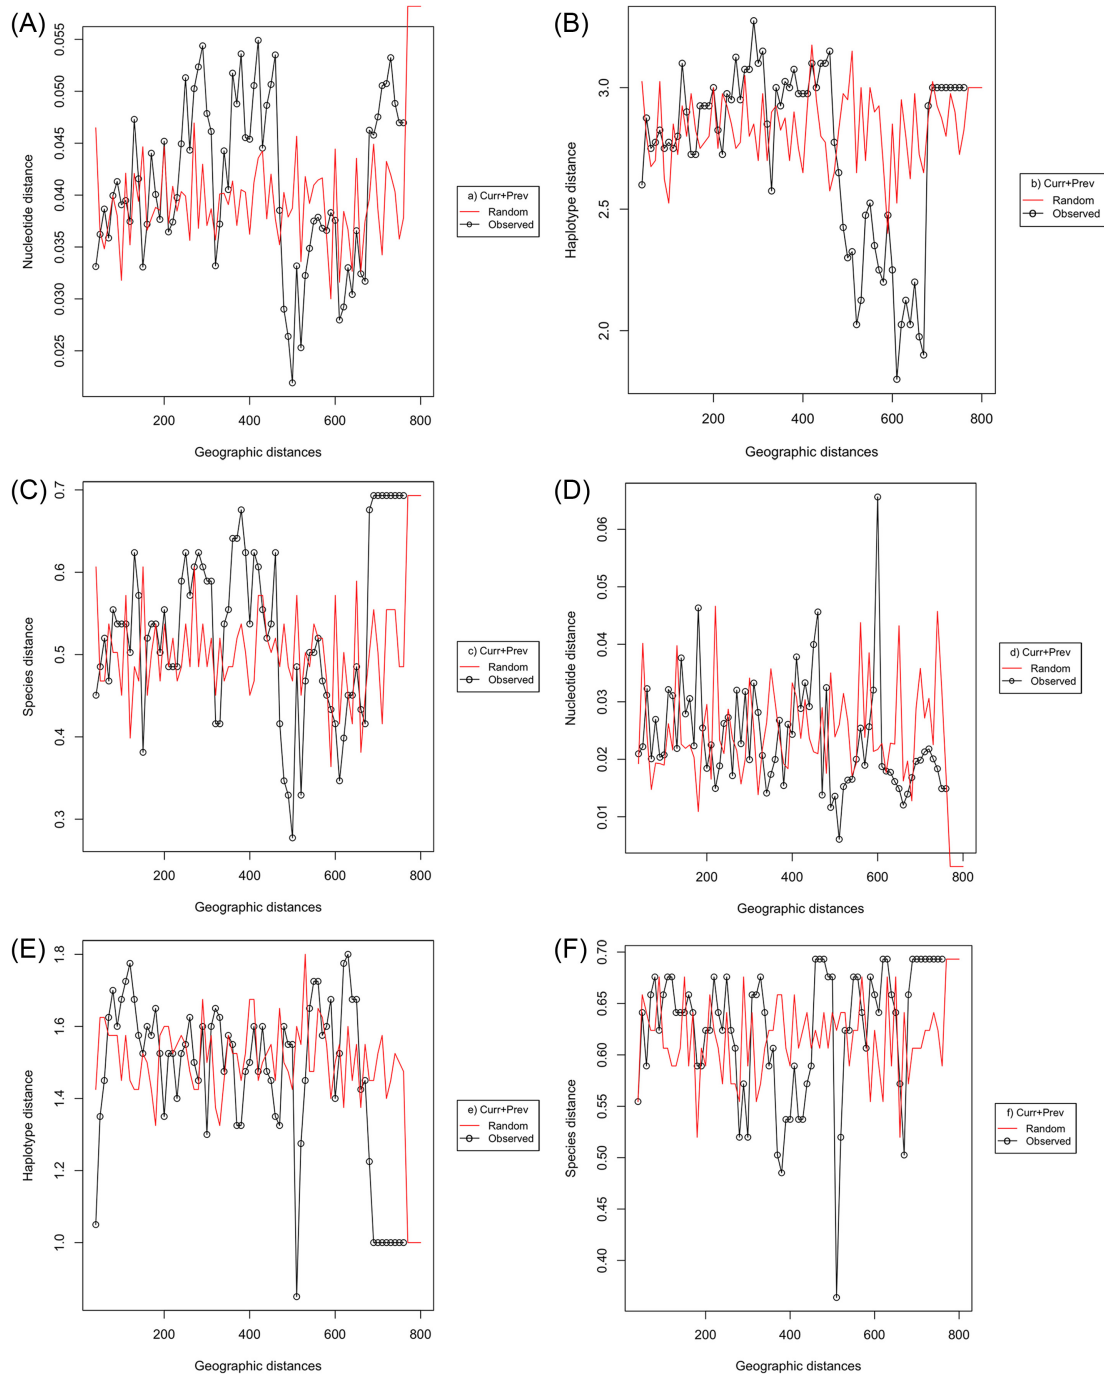 (A)
0.055
0.050
0.045
0.040
0.035
0.030
0.025
Nucleotide distance
200 400 600 800
Geographic distances
a) Curr+Prev
Random
Observed
(B)
3.0
2.5
2.0
Haplotype distance
200 400 600 800
Geographic distances
b) Curr+Prev
Random
Observed
(C)
0.7
0.6
0.5
0.4
0.3
Species distance
200 400 600 800
Geographic distances
c) Curr+Prev
Random
Observed
(D)
0.06
0.05
0.04
0.03
0.02
0.01
Nucleotide distance
200 400 600 800
Geographic distances
d) Curr+Prev
Random
Observed
(E)
1.8
1.6
1.4
1.2
1.0
Haplotype distance
200 400 600 800
Geographic distances
e) Curr+Prev
Random
Observed
(F)
0.70
0.65
0.60
0.55
0.50
0.40
Species distance
200 400 600 800
Geographic distances
f) Curr+Prev
Random
Observed